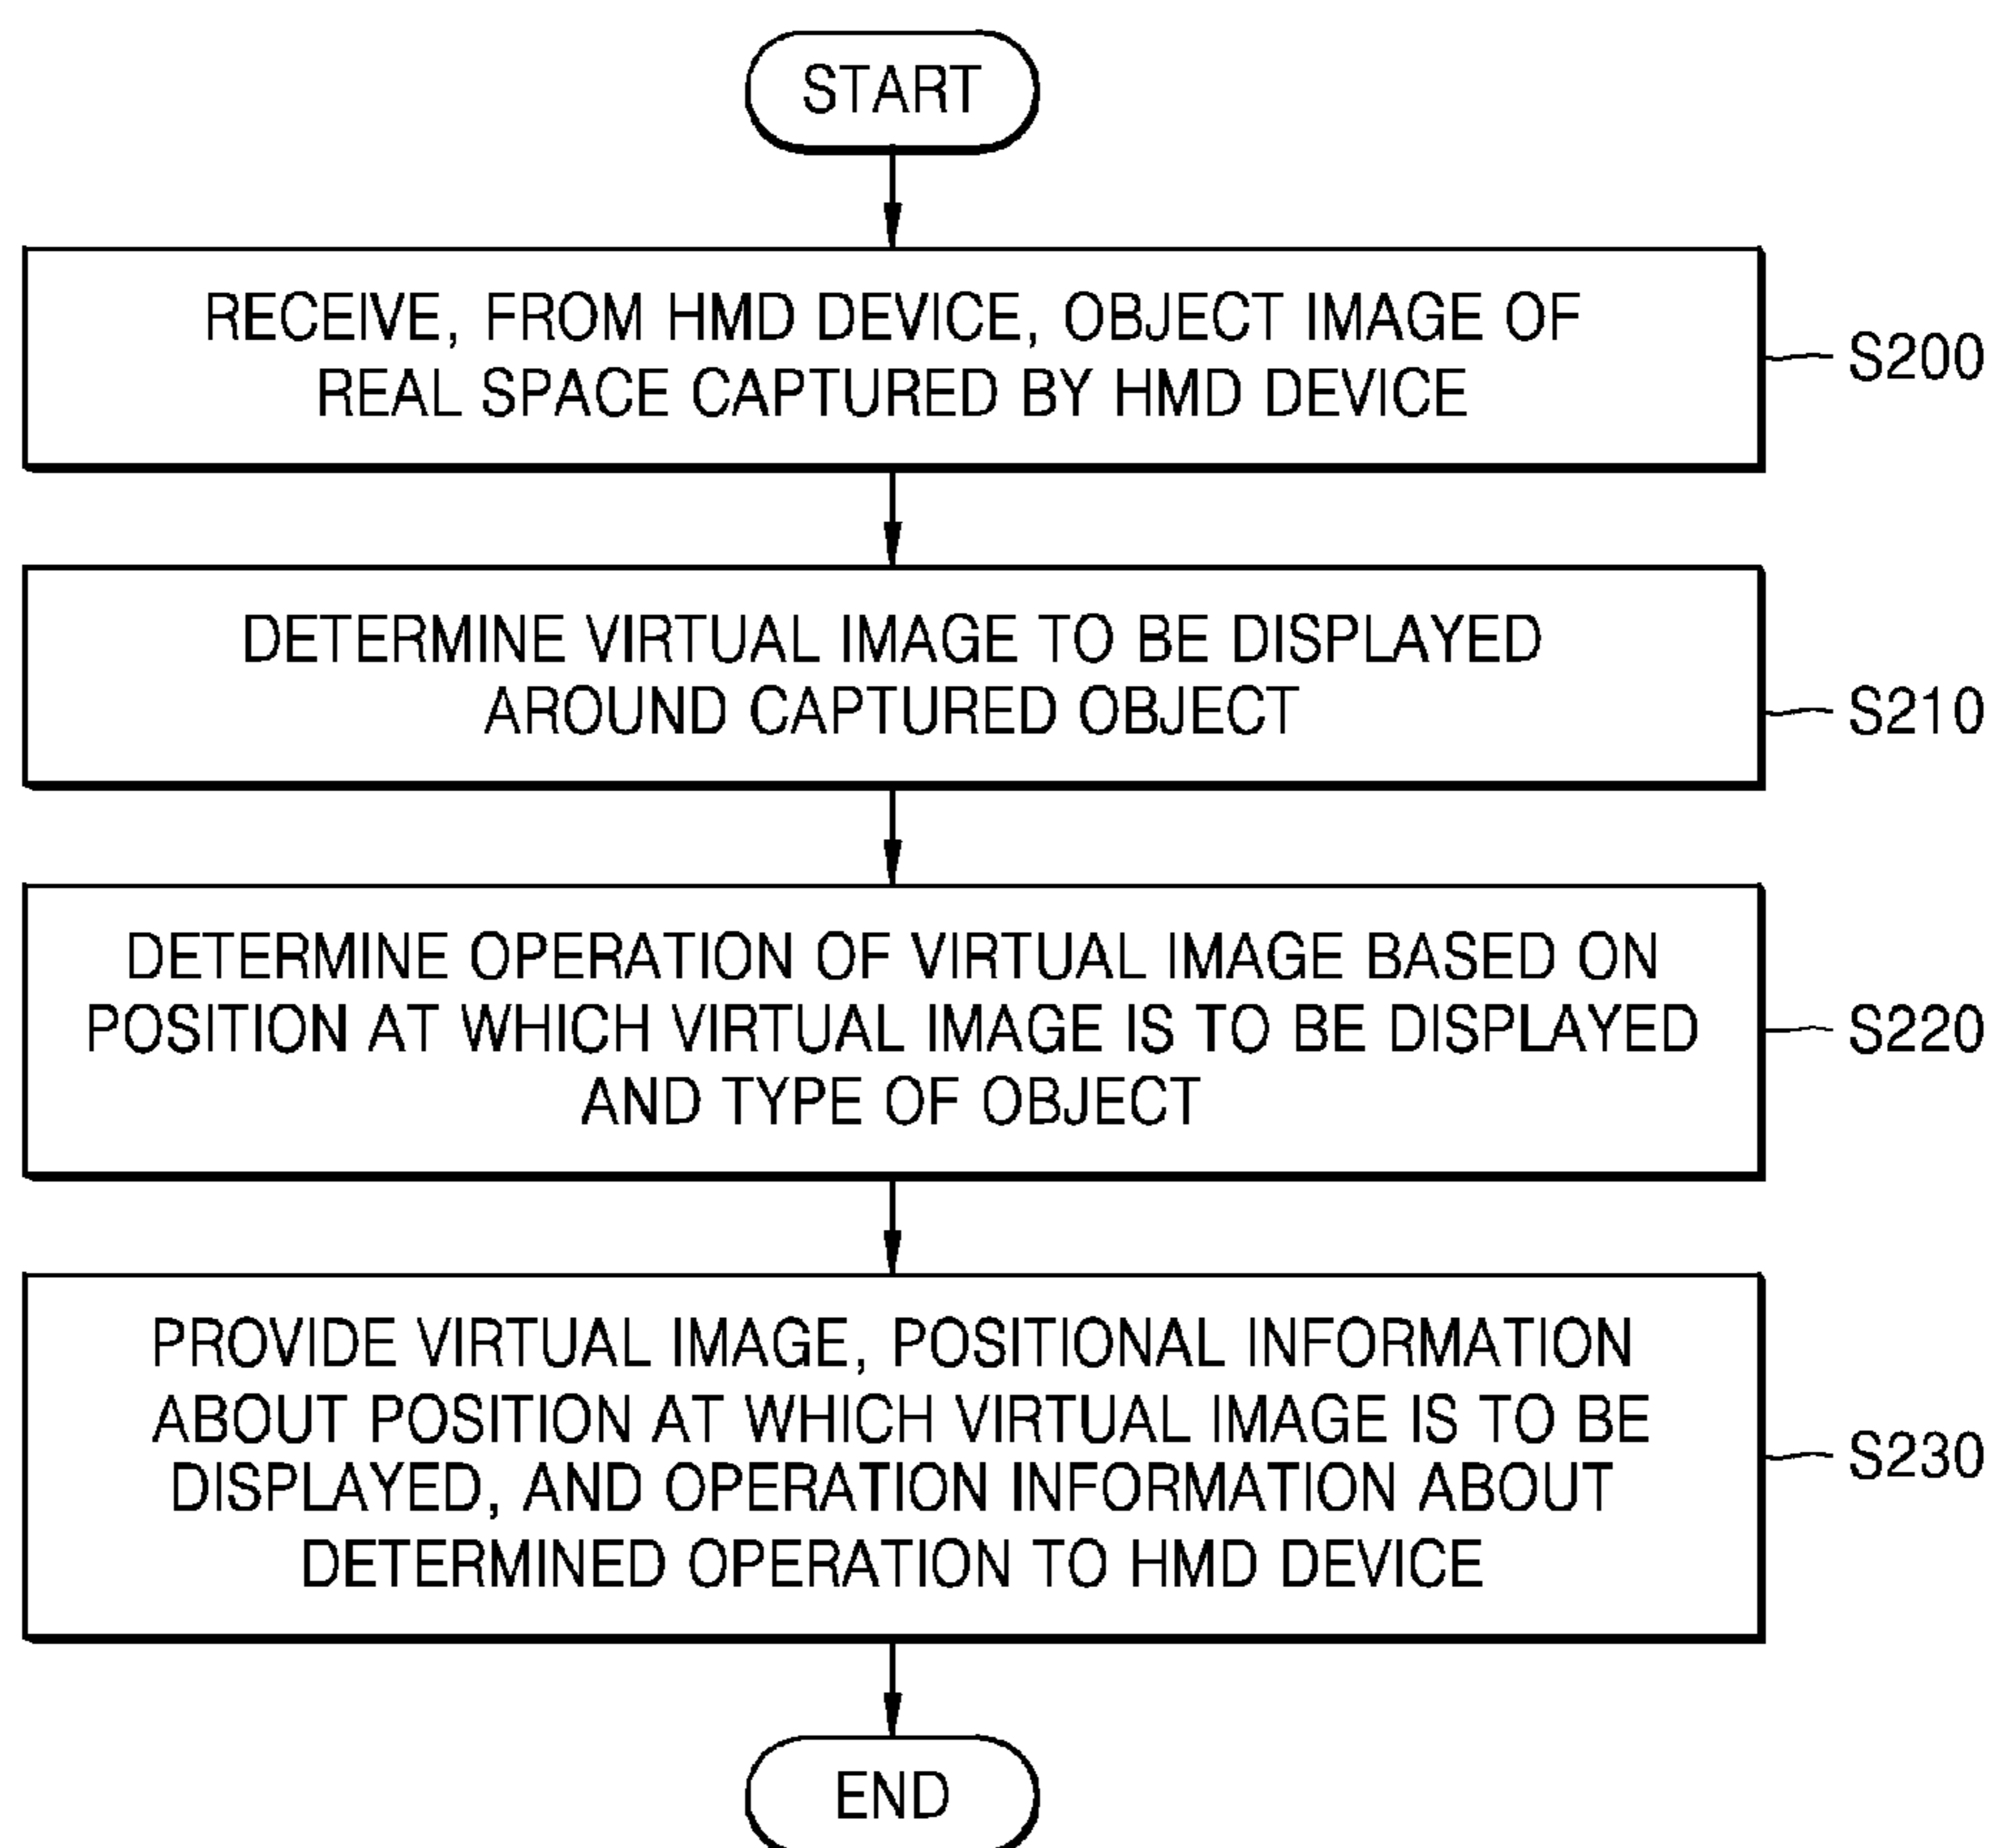 START
RECEIVE, FROM HMD DEVICE, OBJECT IMAGE OF
REAL SPACE CAPTURED BY HMD DEVICE
S200
DETERMINE VIRTUAL IMAGE TO BE DISPLAYED
AROUND CAPTURED OBJECT
S210
DETERMINE OPERATION OF VIRTUAL IMAGE BASED ON
POSITION AT WHICH VIRTUAL IMAGE IS TO BE DISPLAYED
AND TYPE OF OBJECT
S220
PROVIDE VIRTUAL IMAGE, POSITIONAL INFORMATION
ABOUT POSITION AT WHICH VIRTUAL IMAGE IS TO BE
DISPLAYED, AND OPERATION INFORMATION ABOUT
DETERMINED OPERATION TO HMD DEVICE
S230
END